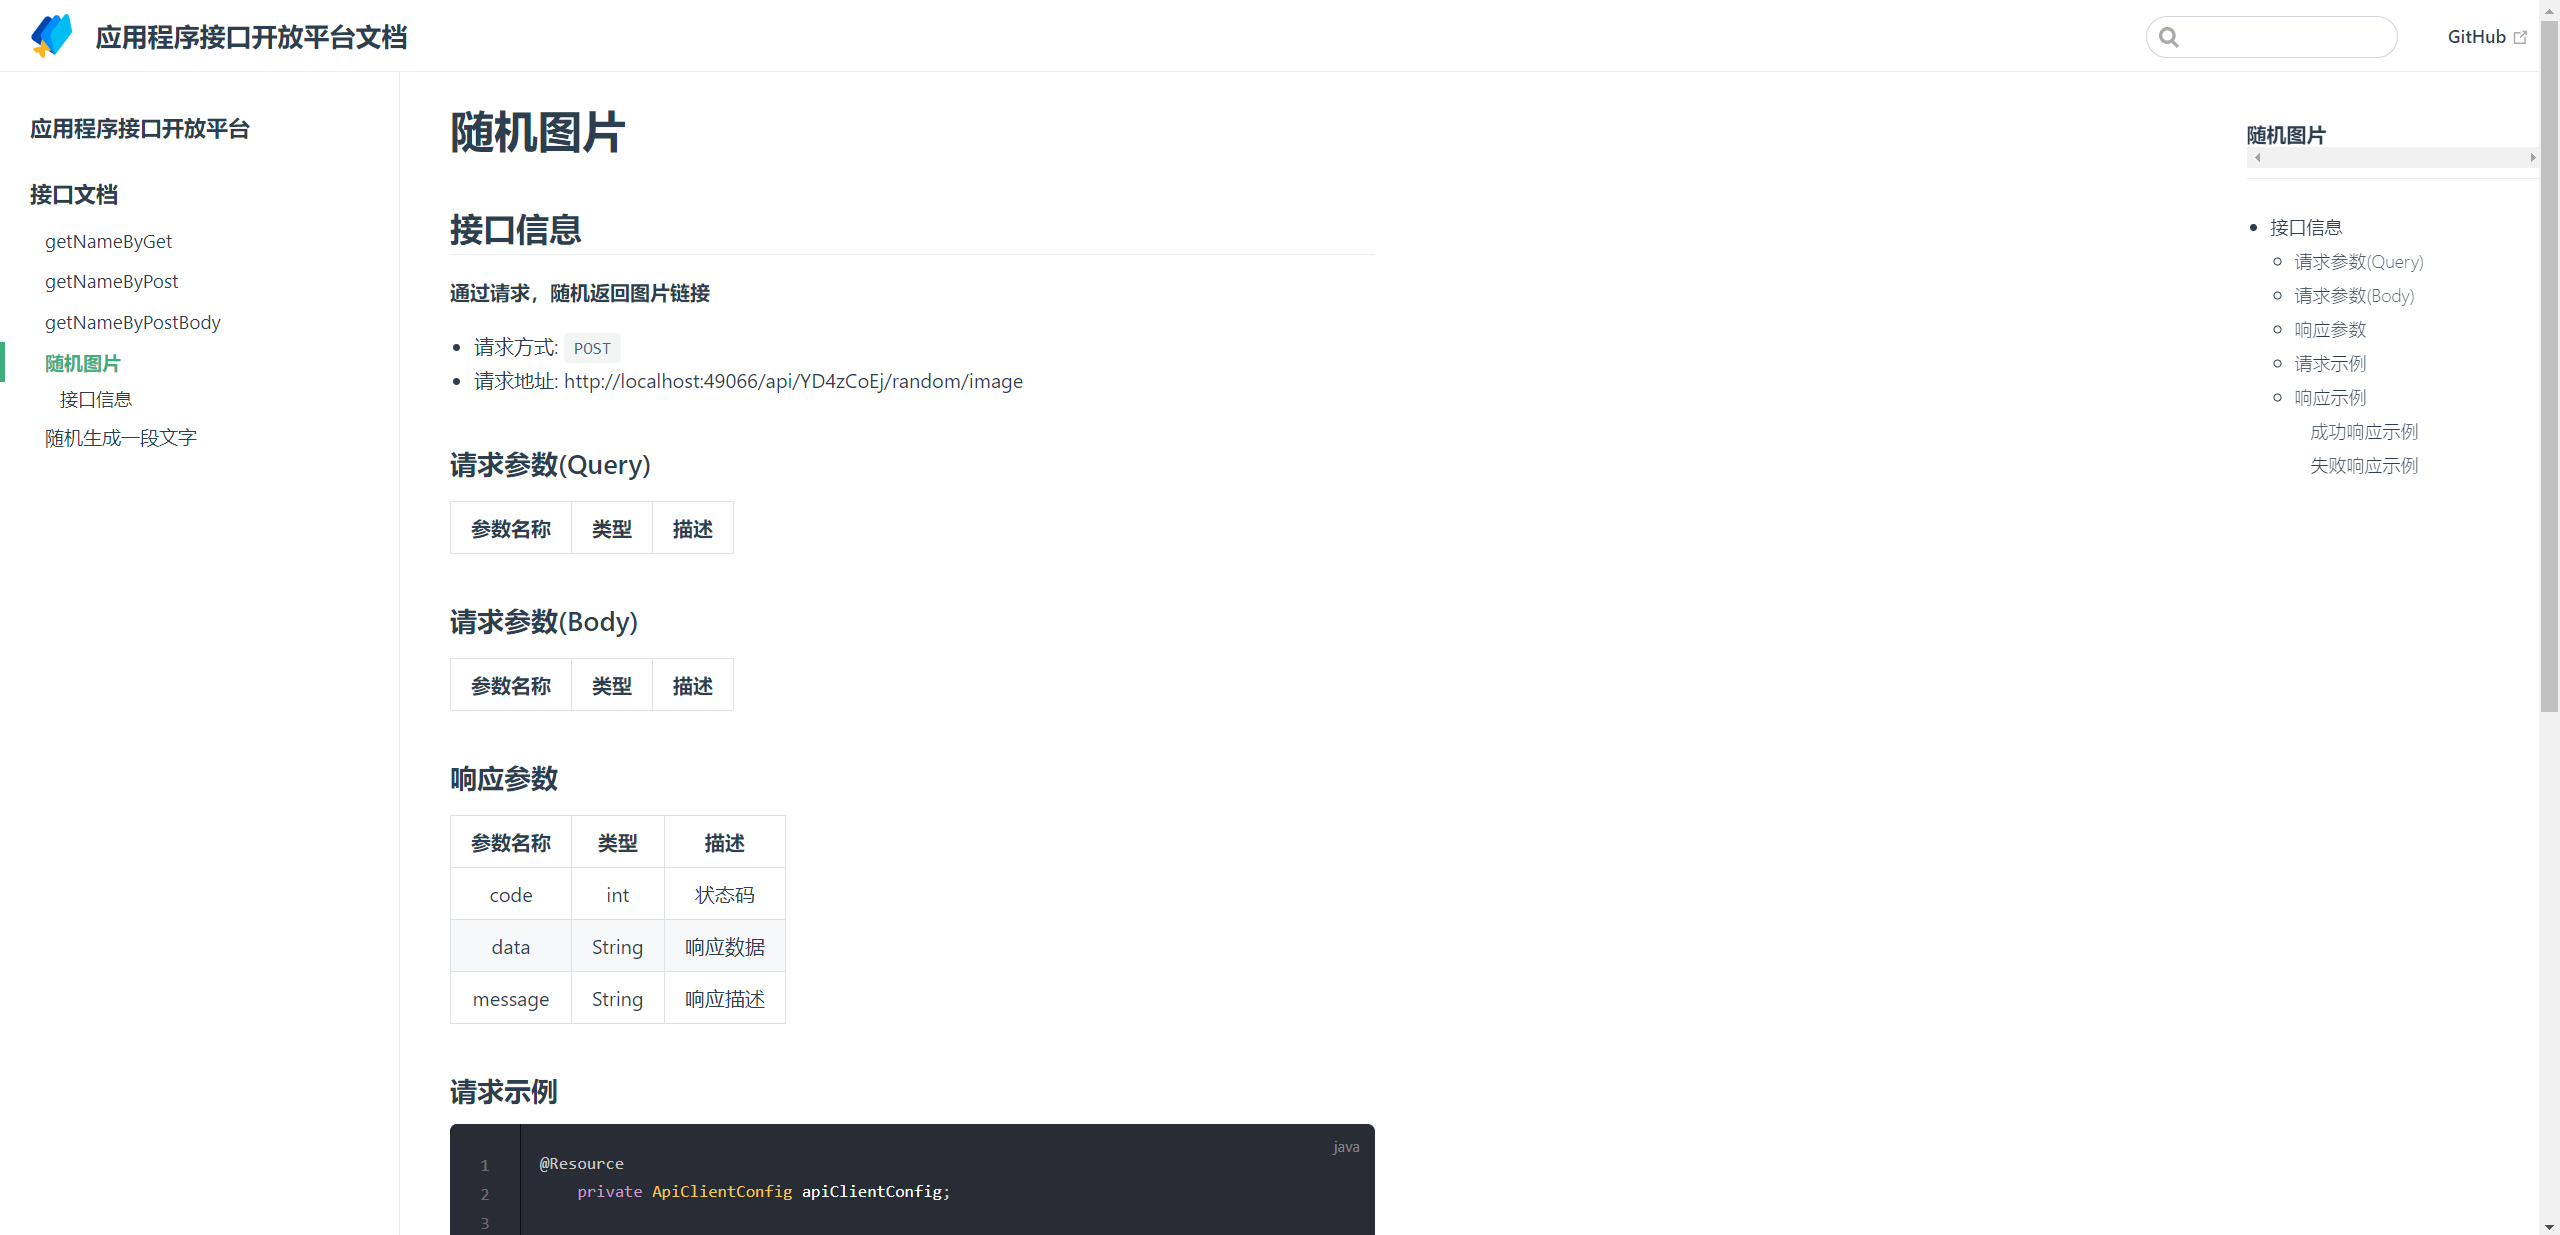 应用程序接口开放平台文档
GitHub
应用程序接口开放平台
接口文档
getNameByGet
getNameByPost
getNameByPostBody
随机图片
接口信息
随机生成一段文字
随机图片
接口信息
通过请求，随机返回图片链接
请求方式: POST
请求地址: http://localhost:49066/api/YD4zCoEj/random/image
请求参数(Query)
参数名称 类型 描述
请求参数(Body)
参数名称 类型 描述
响应参数
参数名称 类型 描述
code int 状态码
data String 响应数据
message String 响应描述
请求示例
java
1 @Resource
2 private ApiClientConfig apiClientConfig;
3
随机图片
接口信息
请求参数(Query)
请求参数(Body)
响应参数
请求示例
响应示例
成功响应示例
失败响应示例